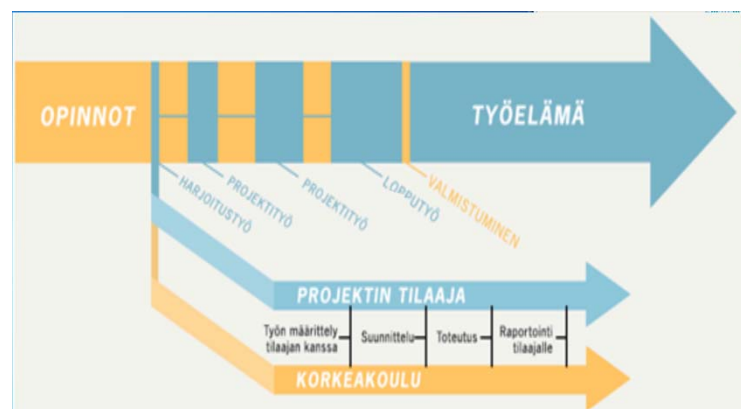 OPINNOT
TYÖELÄMÄ
HARJOITUSTYÖ
PROJEKTITYÖ
PROJEKTITYÖ
LOPPUTYÖ
VALMISTUMINEN
PROJEKTIN TILAAJA
Työn määrittely
tilaajan kanssa
Suunnittelu
Toteutus
Raportointi
tilaajalle
KORKEAKOULU